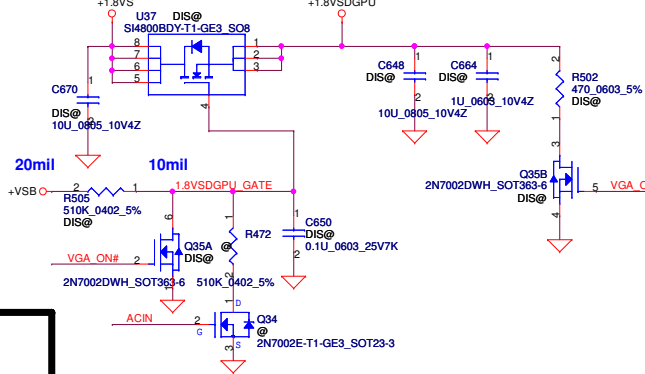 +1.8VS
+1.8VSDGPU
U37
DIS@
SI4800BDY-T1-GE3_SO8
8
7
6
5
1
2
3
4
C670
1
2
DIS@
10U_0805_10V4Z
C648
1
DIS@
2
10U_0805_10V4Z
C664
1
DIS@
2
1U_0603_10V4Z
2
R502
470_0603_5%
DIS@
1
20mil
10mil
+VSB
2
1
R505
510K_0402_5%
DIS@
1.8VSDGPU_GATE
3
Q35B
2N7002DWH_SOT363-6
DIS@
5
VGA_O
4
6
Q35A
DIS@
VGA_ON#
2
1
2N7002DWH_SOT363-6
1
R472
@
2
510K_0402_5%
1
C650
DIS@
0.1U_0603_25V7K
2
ACIN
2
G
1
D
Q34
@
3
S
2N7002E-T1-GE3_SOT23-3